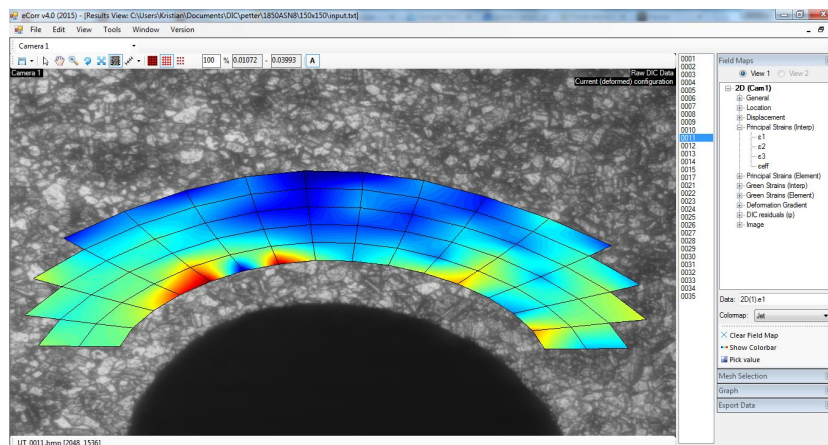 eCorr v4.0 (2015) - [Results View: C:\Users\Kristian\Documents\DIC\petter\1850ASN8\150x150\input.txt]
File Edit View Tools Window Version
Camera 1
100 % 0.01072 - 0.03993 A
Camera 1
Raw DIC Data
Current (deformed) configuration
0001
0002
0003
0004
0005
0006
0007
0008
0009
0010
0011
0012
0013
0014
0015
0017
0021
0022
0023
0024
0025
0026
0027
0028
0029
0030
0031
0032
0033
0034
0035
Field Maps
View 1 View 2
2D (Cam1)
General
Location
Displacement
Principal Strains (Interp)
ε1
ε2
ε3
εeff
Principal Strains (Element)
Green Strains (Interp)
Green Strains (Element)
Deformation Gradient
DIC residuals (φ)
Image
Data: 2D(1).e1
Colormap: Jet
Clear Field Map
Show Colorbar
Pick value
Mesh Selection
Graph
Export Data
UT_0011.bmp [2048, 1536]